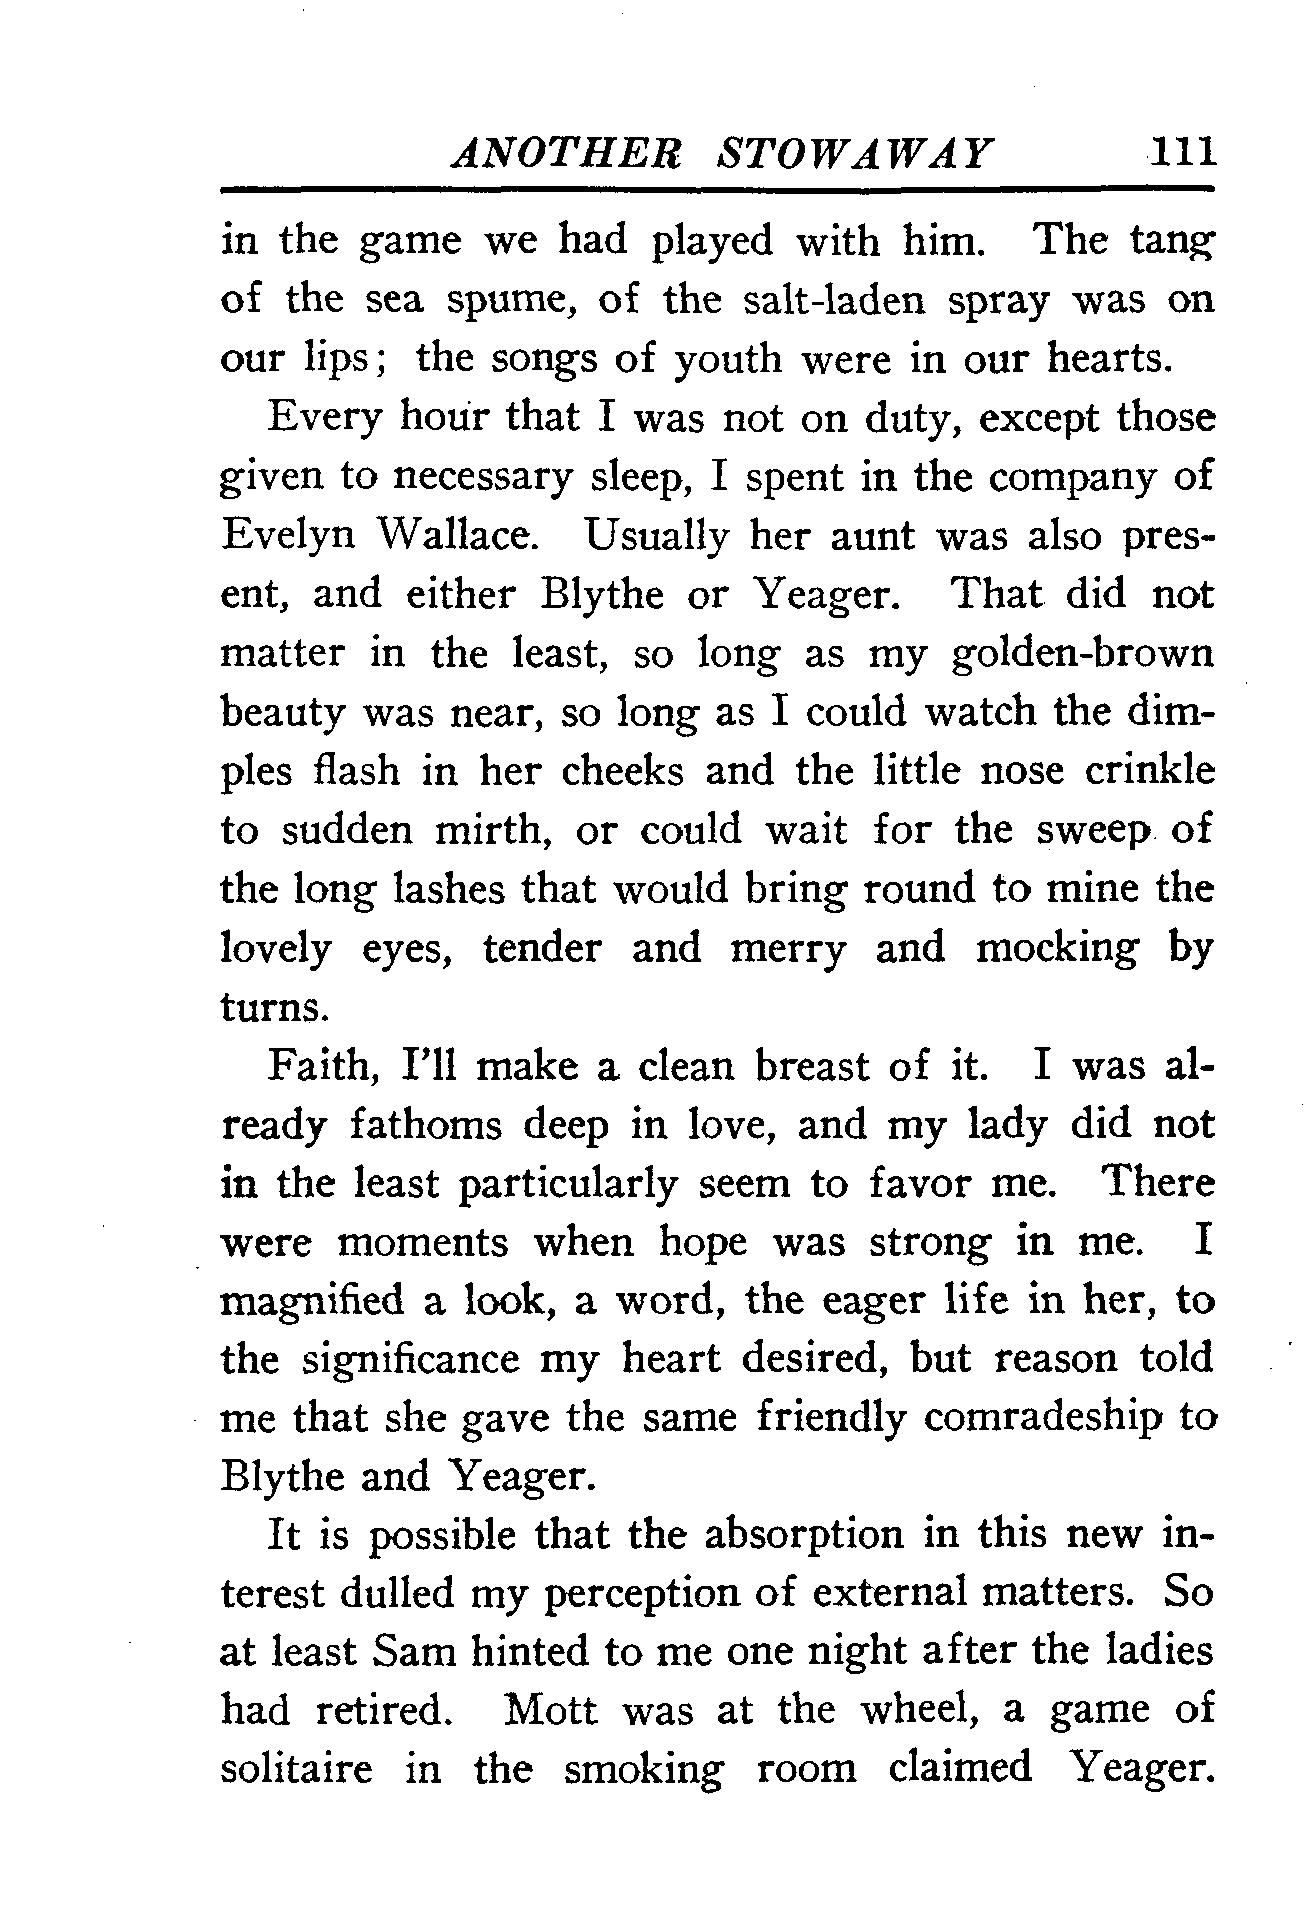 ANOTHER STOWAWAY 111
in the game we had played with him. The tang
of the sea spume, of the salt-laden spray was on
our lips; the songs of youth were in our hearts.
Every hour that I was not on duty, except those
given to necessary sleep, I spent in the company of
Evelyn Wallace. Usually her aunt was also pres-
ent, and either Blythe or Yeager. That did not
matter in the least, so long as my golden-brown
beauty was near, so long as I could watch the dim-
ples flash in her cheeks and the little nose crinkle
to sudden mirth, or could wait for the sweep of
the long lashes that would bring round to mine the
lovely eyes, tender and merry and mocking by
turns.
Faith, I'll make a clean breast of it. I was al-
ready fathoms deep in love, and my lady did not
in the least particularly seem to favor me. There
were moments when hope was strong in me. I
magnified a look, a word, the eager life in her, to
the significance my heart desired, but reason told
me that she gave the same friendly comradeship to
Blythe and Yeager.
It is possible that the absorption in this new in-
terest dulled my perception of external matters. So
at least Sam hinted to me one night after the ladies
had retired. Mott was at the wheel, a game of
solitaire in the smoking room claimed Yeager.